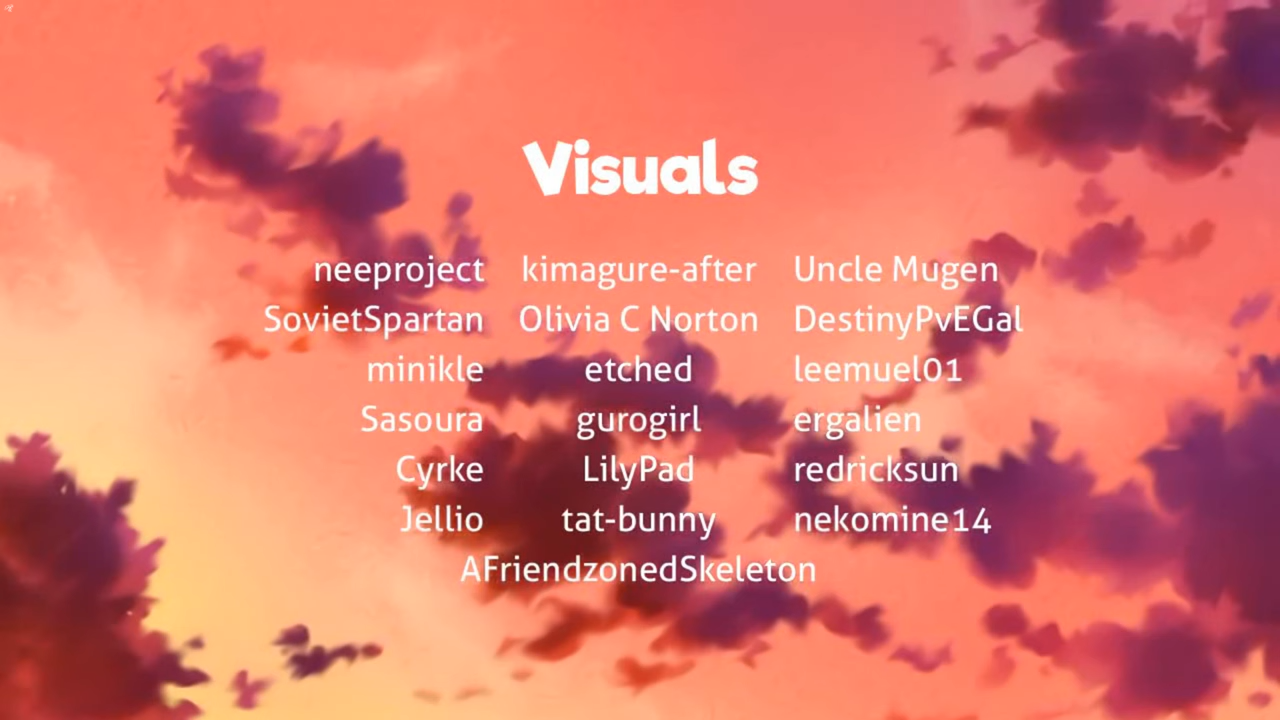 Visuals
neeproject kimagure-after Uncle Mugen
SovietSpartan Olivia C Norton DestinyPvEGal
minikle etched leemuel01
Sasoura gurogirl ergalien
Cyrke LilyPad redricksun
Jellio tat-bunny nekomine14
AFriendzonedSkeleton